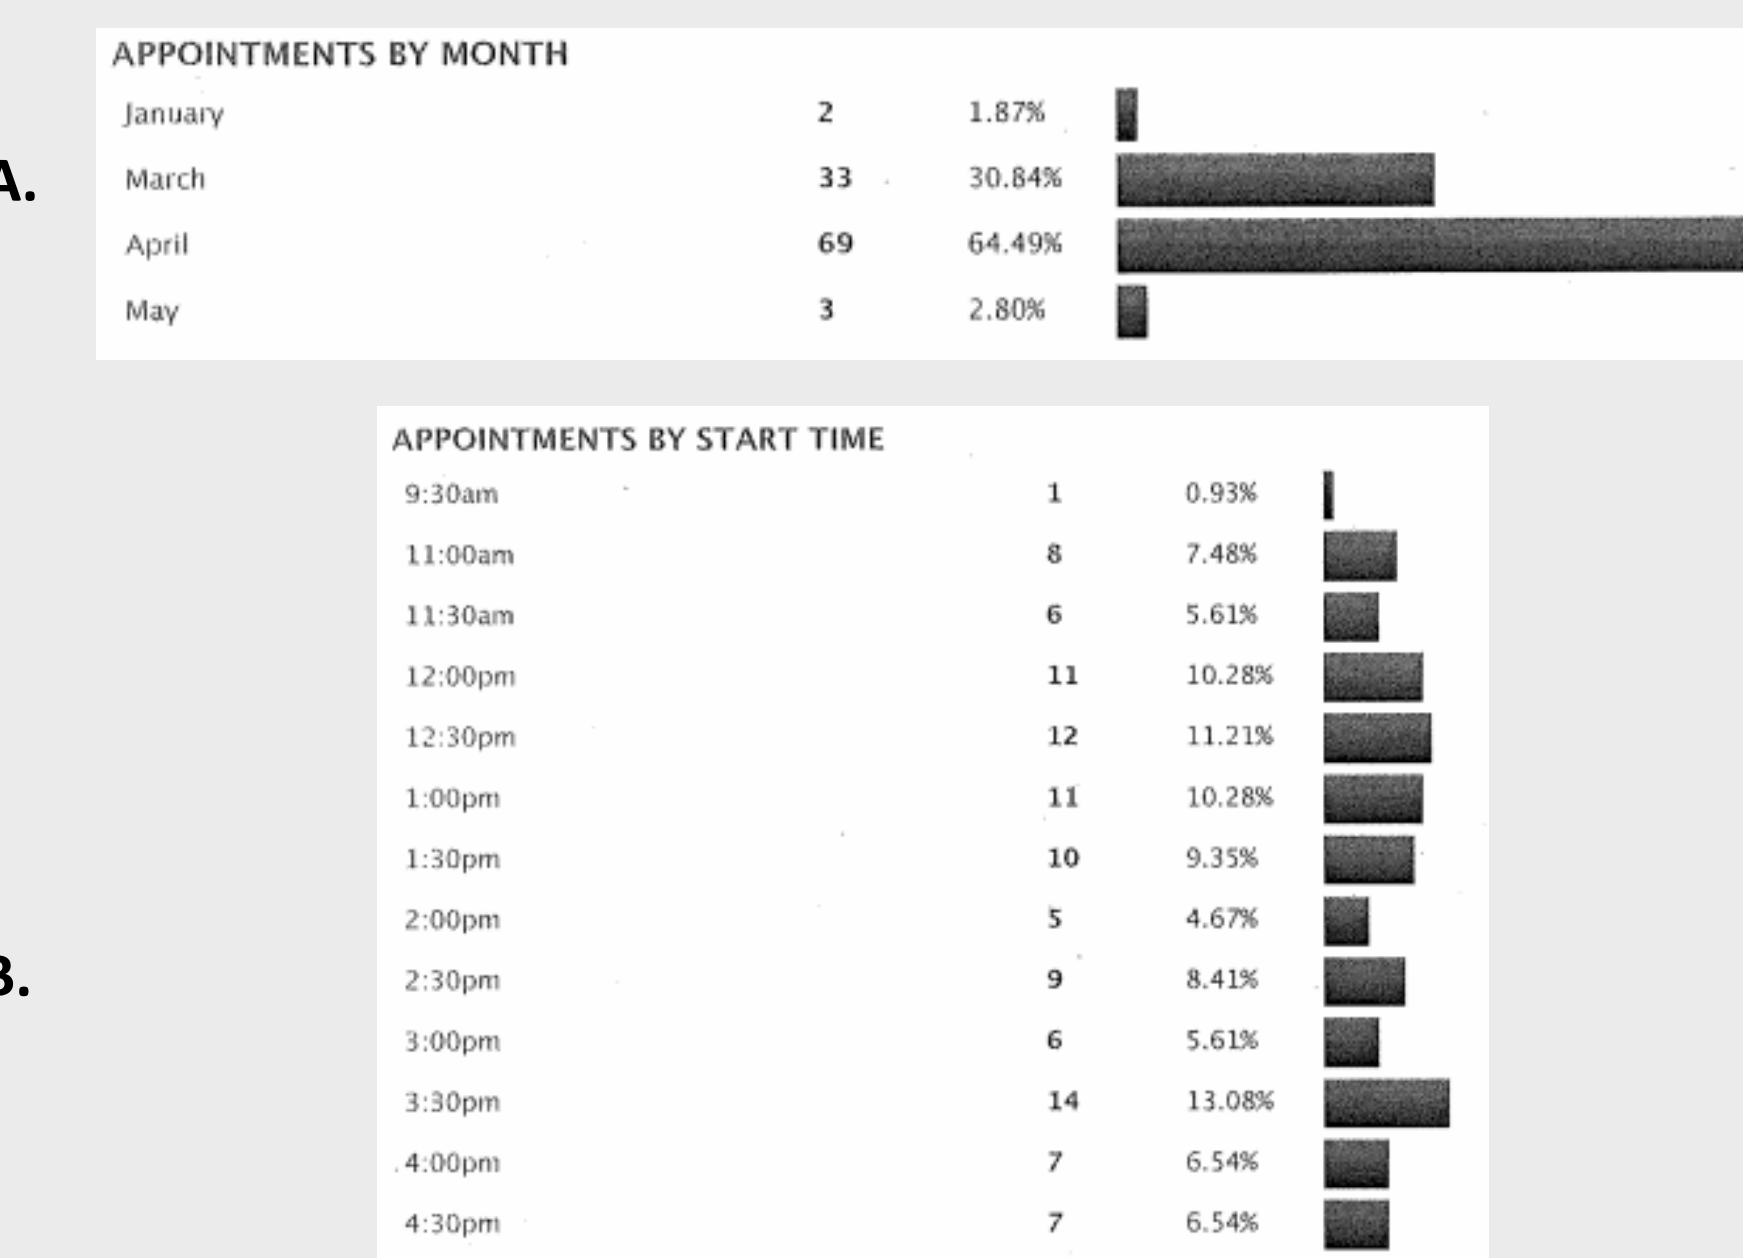 APPOINTMENTS BY MONTH
January 2 1.87%
A.
March 33 30.84%
April 69 64.49%
May 3 2.80%
APPOINTMENTS BY START TIME
9:30am 1 0.93%
11:00am 8 7.48%
11:30am 6 5.61%
12:00pm 11 10.28%
12:30pm 12 11.21%
1:00pm 11 10.28%
1:30pm 10 9.35%
2:00pm 5 4.67%
B.
2:30pm 9 8.41%
3:00pm 6 5.61%
3:30pm 14 13.08%
4:00pm 7 6.54%
4:30pm 7 6.54%